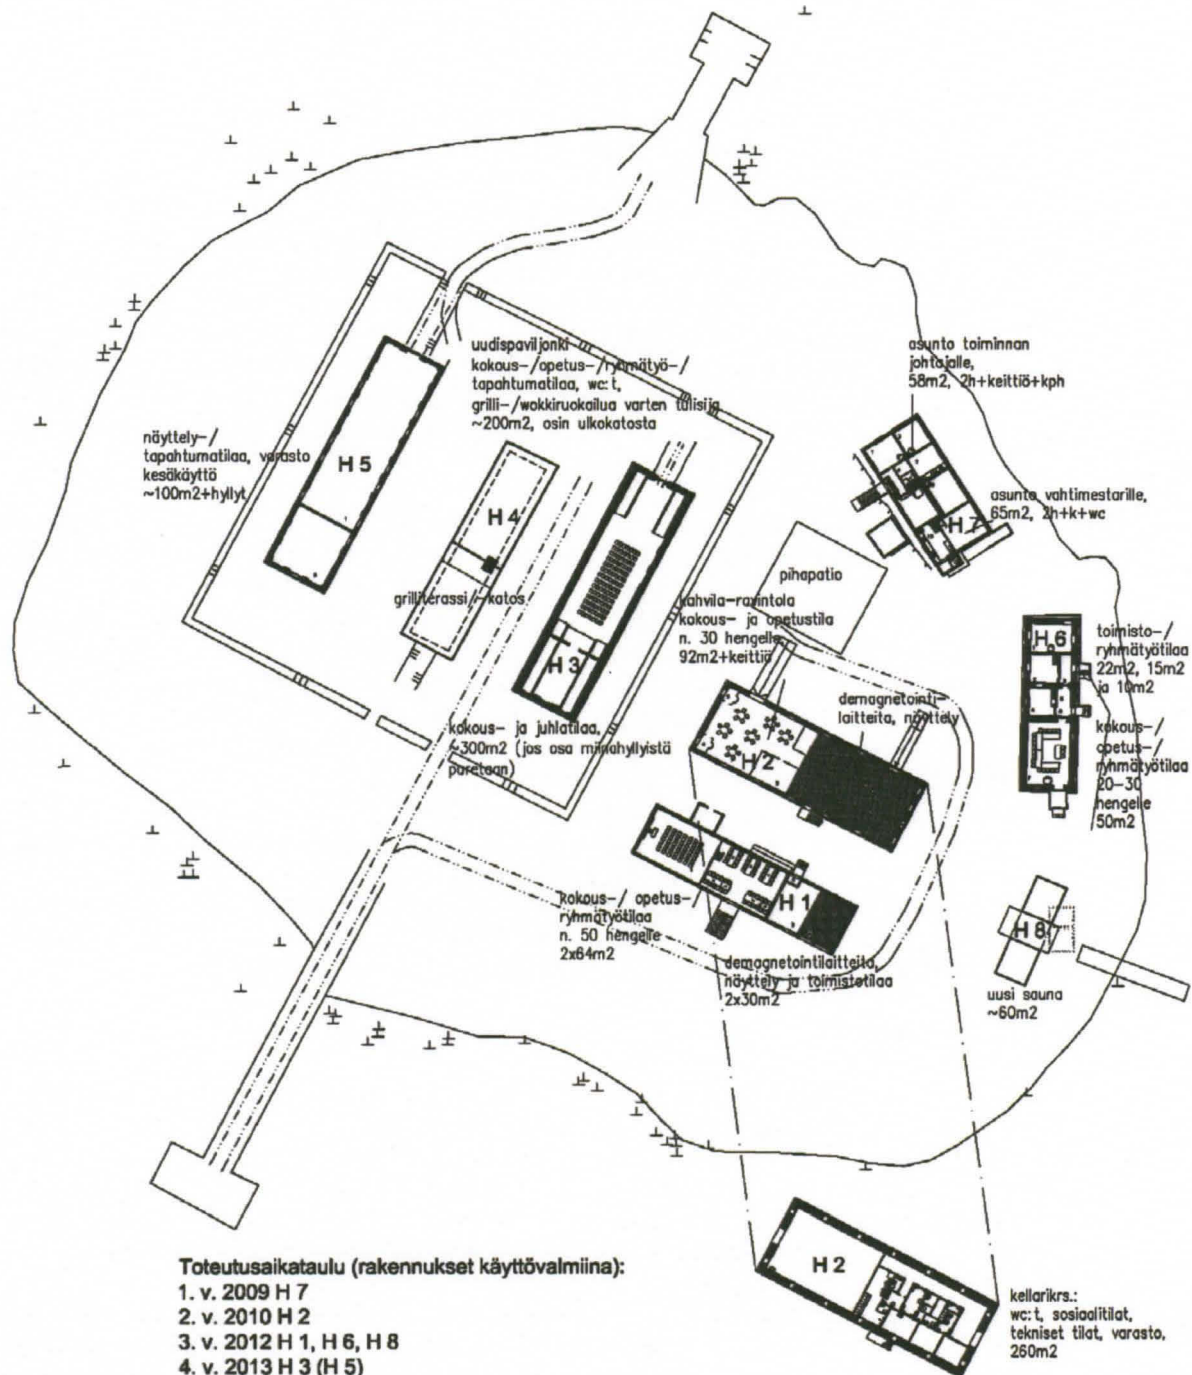 uudispaviljonki
kokous-/opetus-/ryhmätyö-/
tapahtumatilaa, wc:t,
grilli-/wokkiruokailua varten tulisija
~200m2, osin ulkokatosta
asunto toiminnan
johtajalle,
58m2, 2h+keittiö+kph
näyttely-/
tapahtumatilaa, varasto
kesäkäyttö
~100m2+hyllyt
H 5
H 4
asunto vahtimestarille,
65m2, 2h+k+wc
H 7
pihapatio
grilliterassi/-katos
kahvila-ravintola
kokous- ja opetustila
n. 30 hengelle
92m2+keittiö
H 6
toimisto-/
ryhmätyötilaa
22m2, 15m2
ja 10m2
H 3
demagnetointi-
laitteita, näyttely
kokous- ja juhlatilaa,
~300m2 (jos osa miinahyllyistä
puretaan)
H 2
kokous-/
opetus-/
ryhmätyötilaa
20-30
hengelle
50m2
H 1
kokous-/ opetus-/
ryhmätyötilaa
n. 50 hengelle
2x64m2
demagnetointilaitteita,
näyttely ja toimistotilaa
2x30m2
H 8
uusi sauna
~60m2
H 2
kellarikrs.:
wc:t, sosiaalitilat,
tekniset tilat, varasto,
260m2
Toteutusaikataulu (rakennukset käyttövalmiina):
1. v. 2009 H 7
2. v. 2010 H 2
3. v. 2012 H 1, H 6, H 8
4. v. 2013 H 3 (H 5)